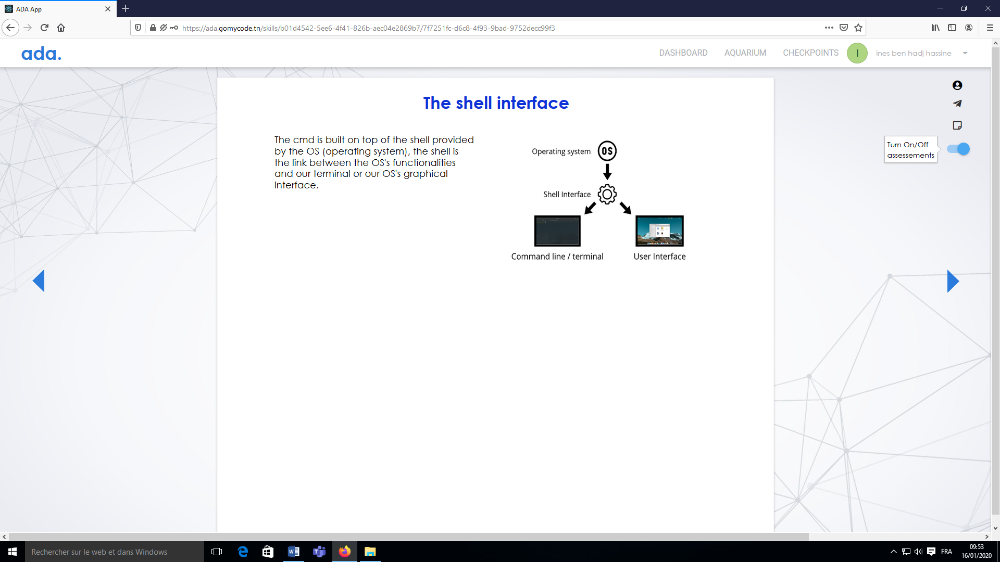 ADA App
https://ada.gomycode.tn/skills/b01d4542-5ee6-4f41-826b-aec04e2869b7/7f7251fc-d6c8-4f93-9bad-9752decc99f3
ada.
DASHBOARD AQUARIUM CHECKPOINTS I ines ben hadj hassine
The shell interface
The cmd is built on top of the shell provided
by the OS (operating system), the shell is
the link between the OS's functionalities
and our terminal or our OS's graphical
interface.
Operating system OS
Shell Interface
Command line / terminal User Interface
Turn On/Off
assessements
Rechercher sur le web et dans Windows
FRA
09:53
16/01/2020